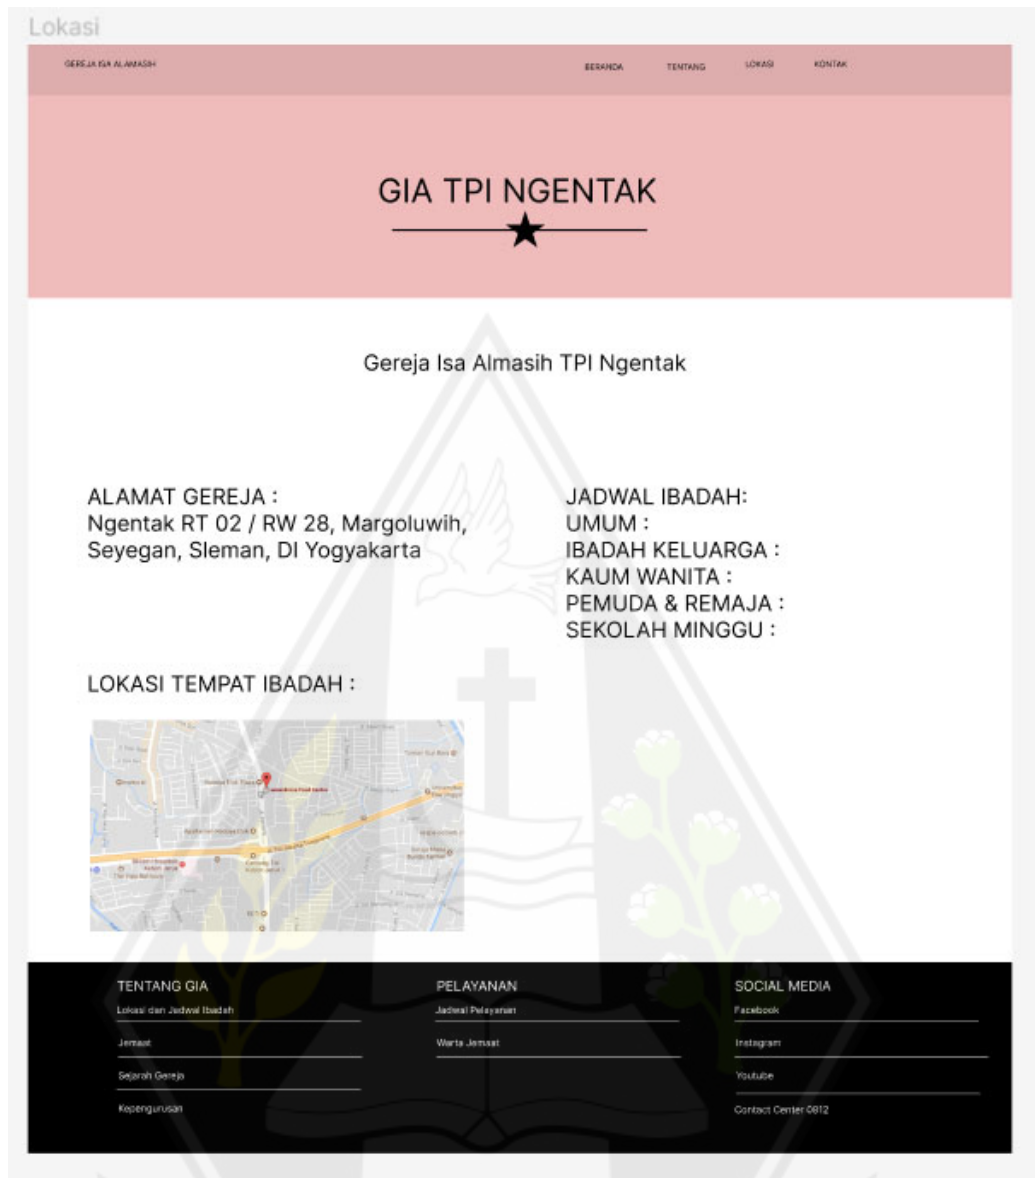 Lokasi
GEREJA ISA ALAMASIH
BERANDA
TENTANG
LOKASI
KONTAK
GIA TPI NGENTAK
Gereja Isa Almasih TPI Ngentak
ALAMAT GEREJA :
Ngentak RT 02 / RW 28, Margoluwih,
Seyegan, Sleman, DI Yogyakarta
JADWAL IBADAH:
UMUM :
IBADAH KELUARGA :
KAUM WANITA :
PEMUDA & REMAJA :
SEKOLAH MINGGU :
LOKASI TEMPAT IBADAH :
TENTANG GIA
Lokasi dan Jadwal Ibadah
Jemaat
Sejarah Gereja
Kepengurusan
PELAYANAN
Jadwal Pelayanan
Warta Jemaat
SOCIAL MEDIA
Facebook
Instagram
Youtube
Contact Center 0812